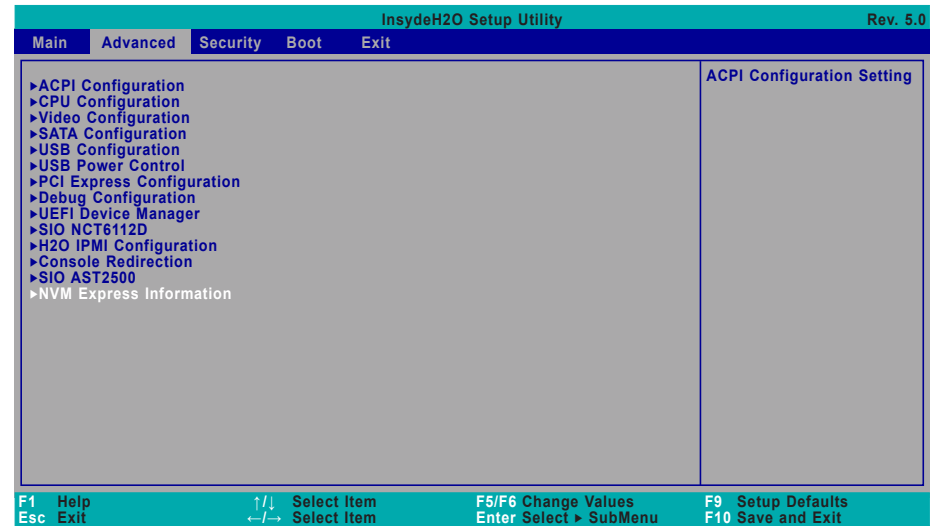 InsydeH2O Setup Utility Rev. 5.0
Main Advanced Security Boot Exit
▸ACPI Configuration
▸CPU Configuration
▸Video Configuration
▸SATA Configuration
▸USB Configuration
▸USB Power Control
▸PCI Express Configuration
▸Debug Configuration
▸UEFI Device Manager
▸SIO NCT6112D
▸H2O IPMI Configuration
▸Console Redirection
▸SIO AST2500
▸NVM Express Information
ACPI Configuration Setting
F1 Help ↑/↓ Select Item F5/F6 Change Values F9 Setup Defaults
Esc Exit ←/→ Select Item Enter Select ▸ SubMenu F10 Save and Exit